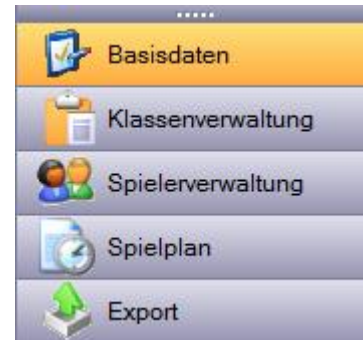 Basisdaten
Klassenverwaltung
Spielerverwaltung
Spielplan
Export